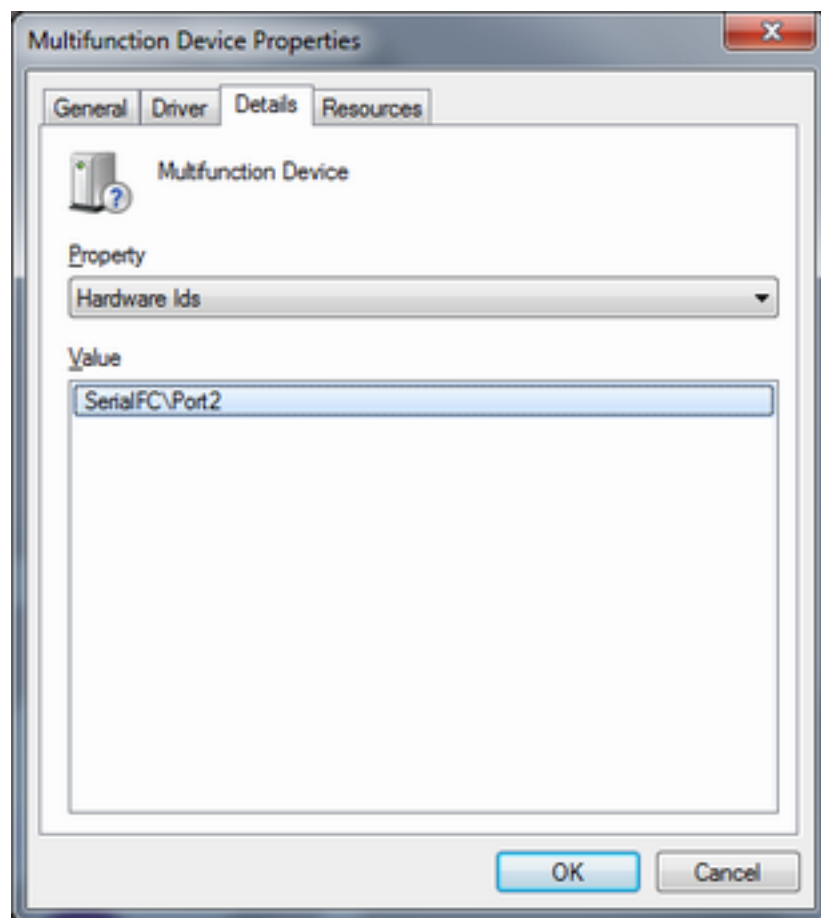 Multifunction Device Properties
General Driver Details Resources
Multifunction Device
Property
Hardware Ids
Value
SerialFC\Port2
OK Cancel